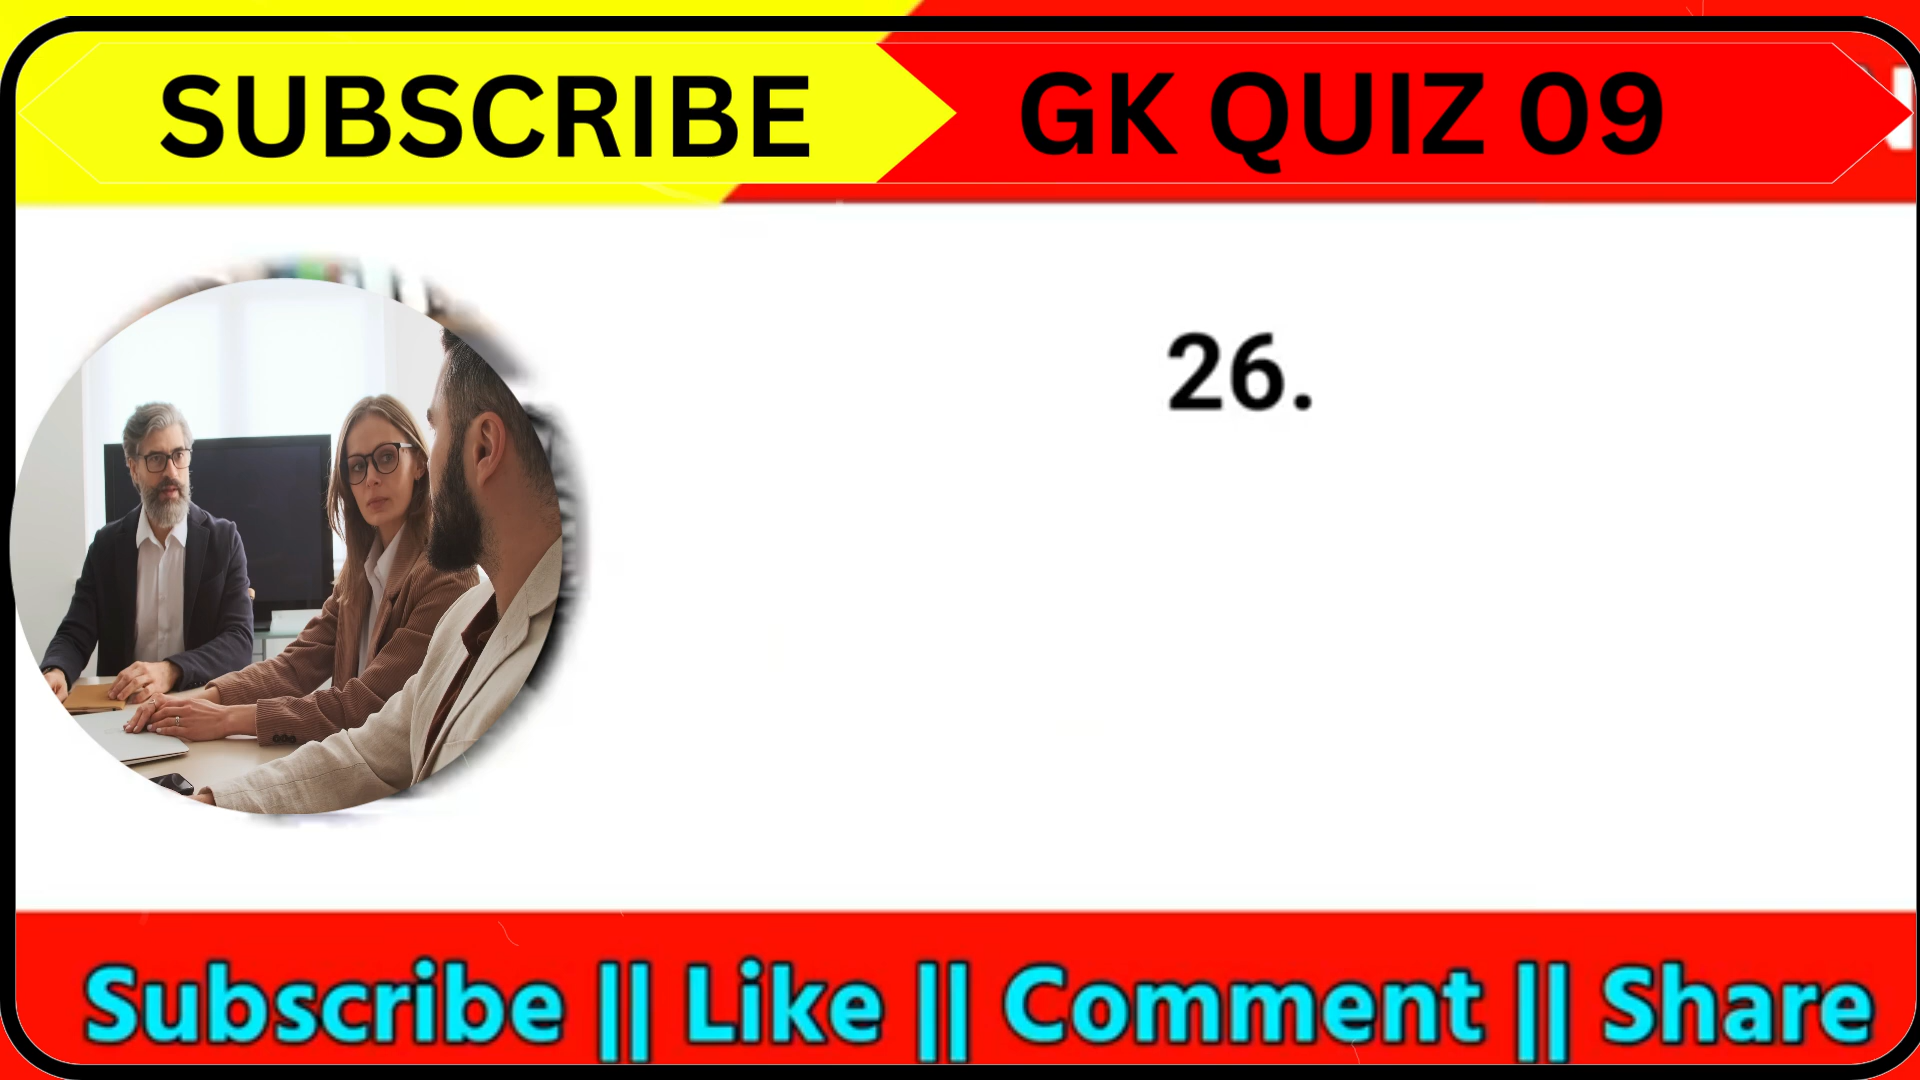 SUBSCRIBE GK QUIZ 09
26.
Subscribe || Like || Comment || Share